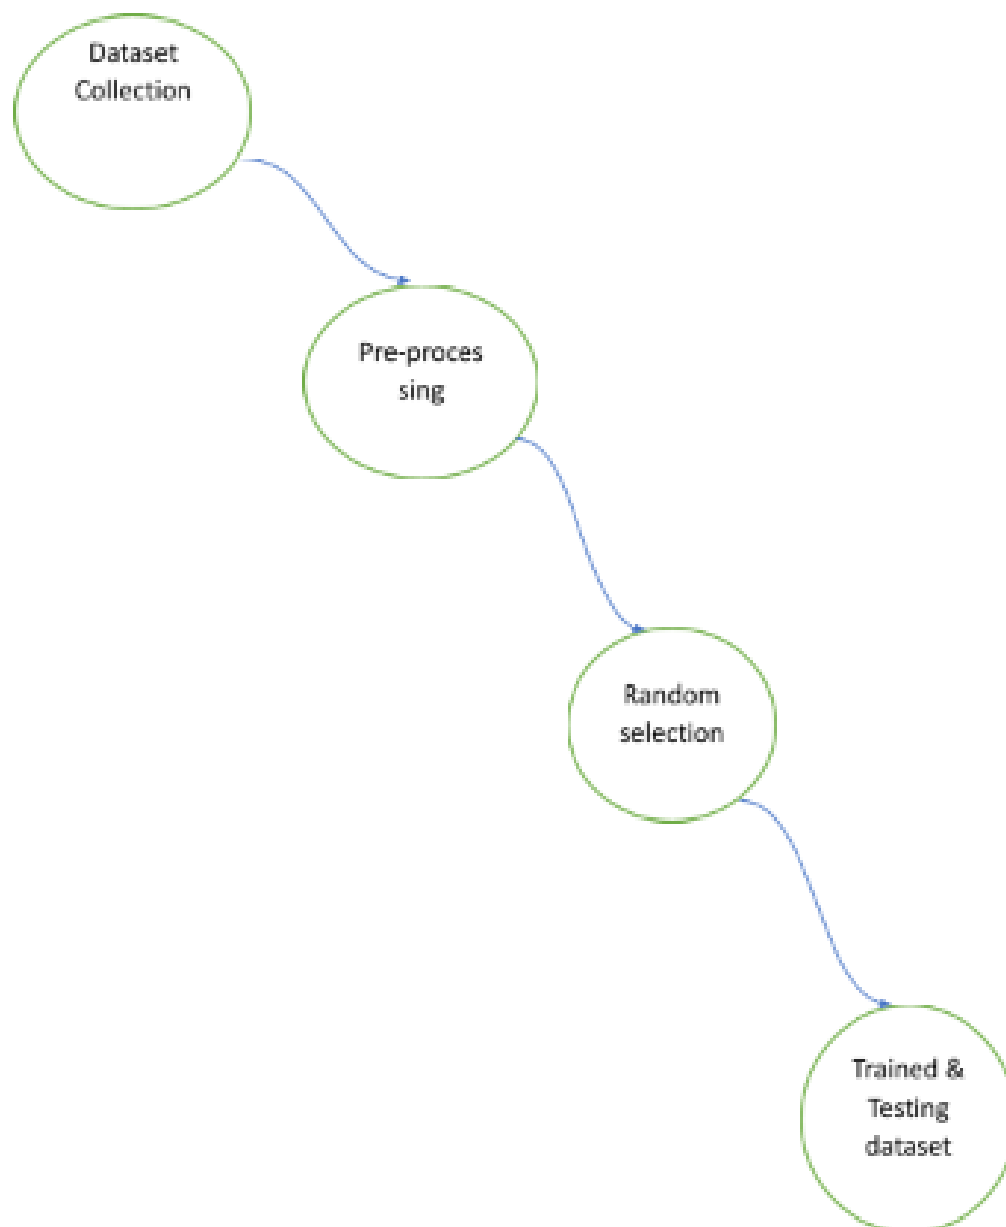 Dataset
Collection
Pre-proces
sing
Random
selection
Trained &
Testing
dataset